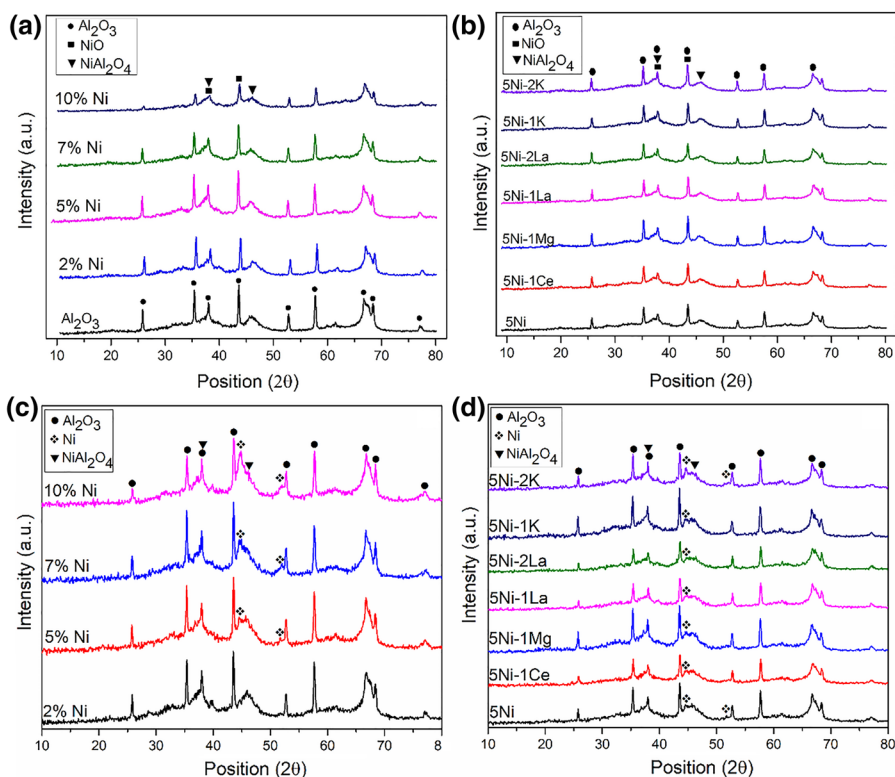 (a)
Al₂O₃
NiO
NiAl₂O₄
10% Ni
7% Ni
5% Ni
2% Ni
Al₂O₃
Intensity (a.u.)
10 20 30 40 50 60 70 80
Position (2θ)
(b)
Al₂O₃
NiO
NiAl₂O₄
5Ni-2K
5Ni-1K
5Ni-2La
5Ni-1La
5Ni-1Mg
5Ni-1Ce
5Ni
Intensity (a.u.)
10 20 30 40 50 60 70 80
Position (2θ)
(c)
Al₂O₃
Ni
NiAl₂O₄
10% Ni
7% Ni
5% Ni
2% Ni
Intensity (a.u.)
10 20 30 40 50 60 70 80
Position (2θ)
(d)
Al₂O₃
Ni
NiAl₂O₄
5Ni-2K
5Ni-1K
5Ni-2La
5Ni-1La
5Ni-1Mg
5Ni-1Ce
5Ni
Intensity (a.u.)
10 20 30 40 50 60 70 80
Position (2θ)